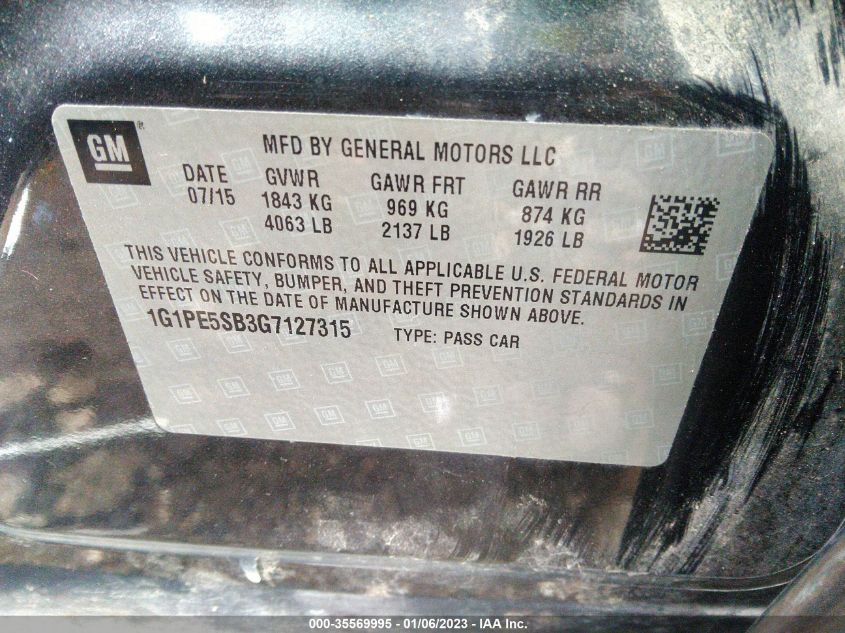 GM®
MFD BY GENERAL MOTORS LLC
DATE GVWR GAWR FRT GAWR RR
07/15 1843 KG 969 KG 874 KG
4063 LB 2137 LB 1926 LB
THIS VEHICLE CONFORMS TO ALL APPLICABLE U.S. FEDERAL MOTOR
VEHICLE SAFETY, BUMPER, AND THEFT PREVENTION STANDARDS IN
EFFECT ON THE DATE OF MANUFACTURE SHOWN ABOVE.
1G1PE5SB3G7127315 TYPE: PASS CAR
000-35569995 - 01/06/2023 - IAA Inc.